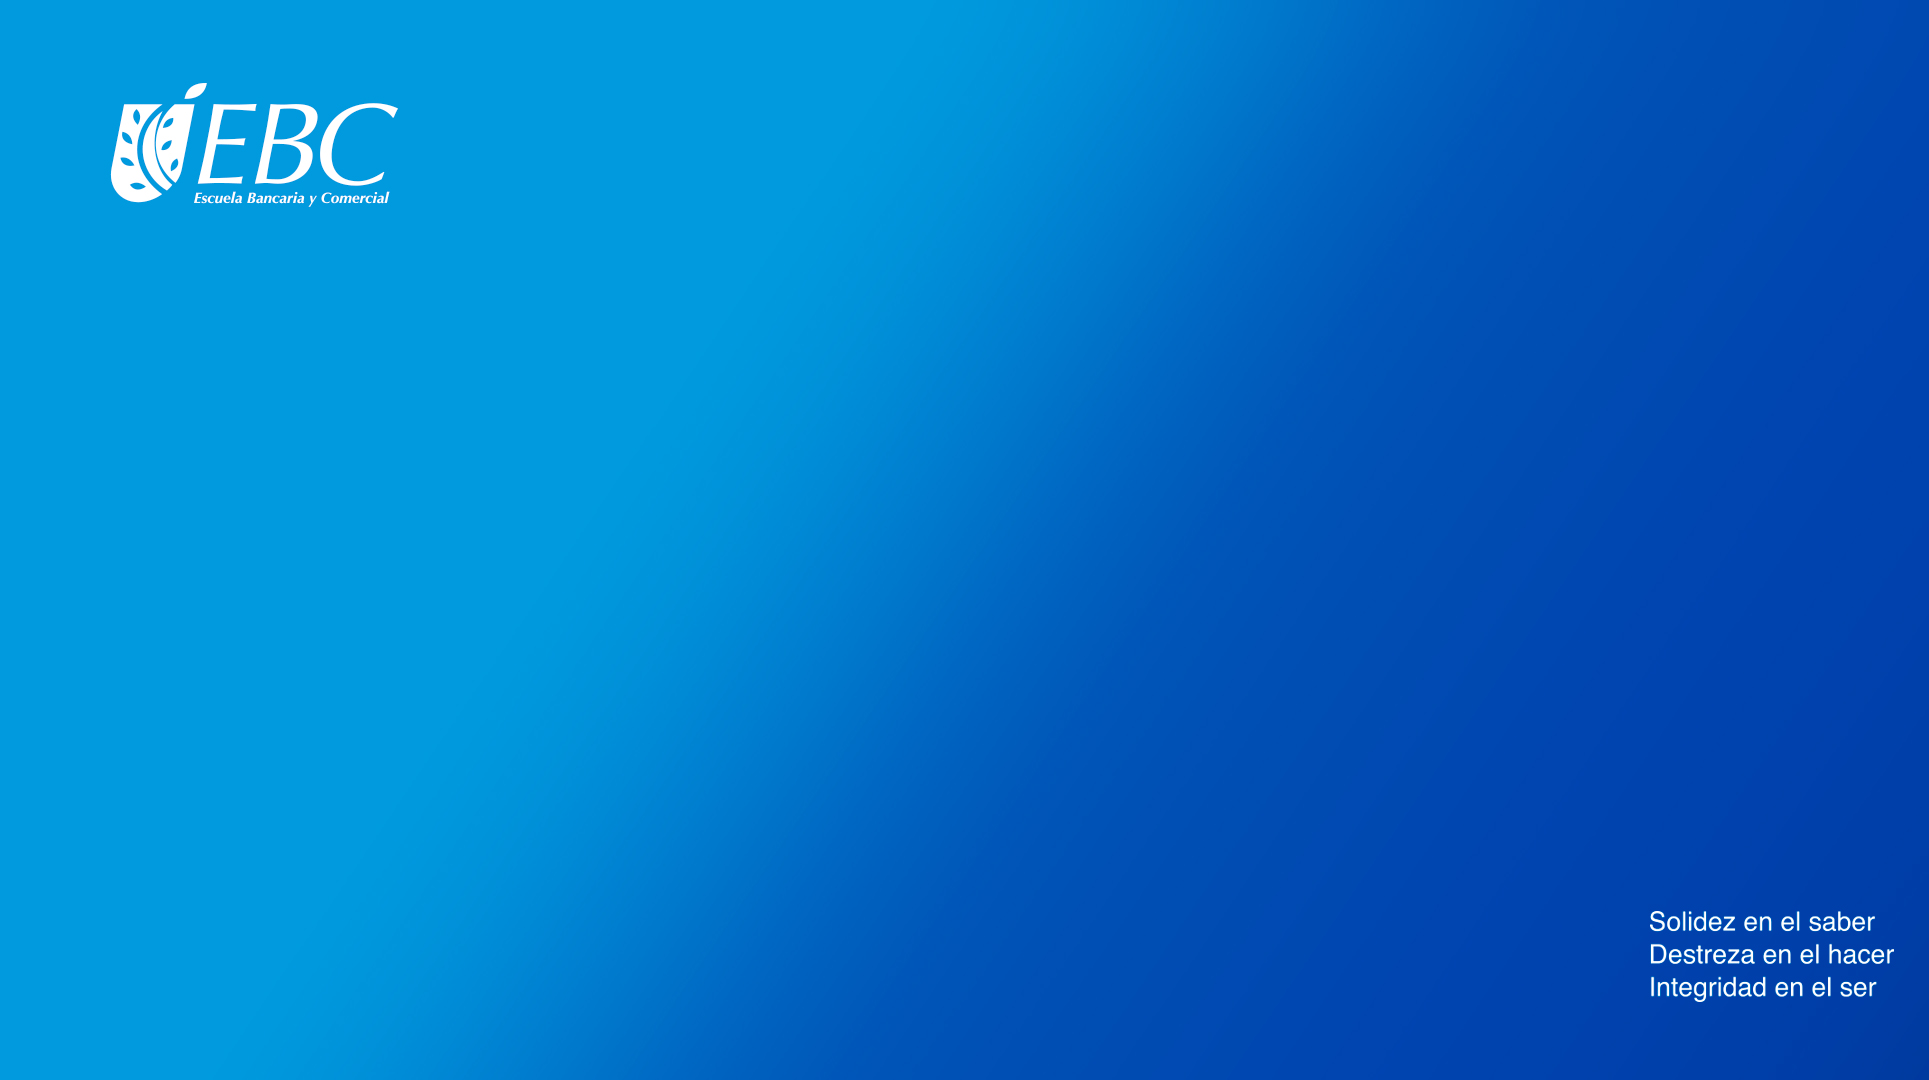 EBC
Escuela Bancaria y Comercial
Solidez en el saber
Destreza en el hacer
Integridad en el ser